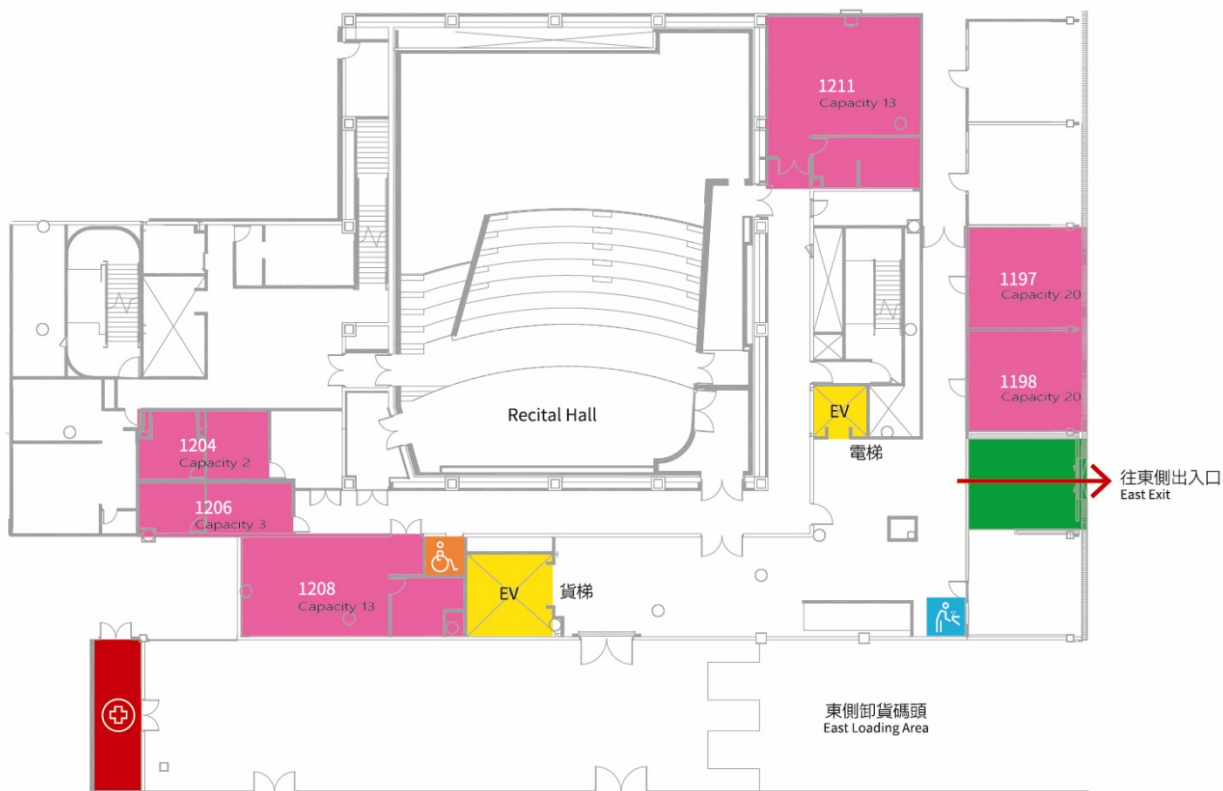 1211
Capacity 13
1197
Capacity 20
1198
Capacity 20
Recital Hall
EV
電梯
1204
Capacity 2
往東側出入口
East Exit
1206
Capacity 3
1208
Capacity 13
EV
貨梯
東側卸貨碼頭
East Loading Area